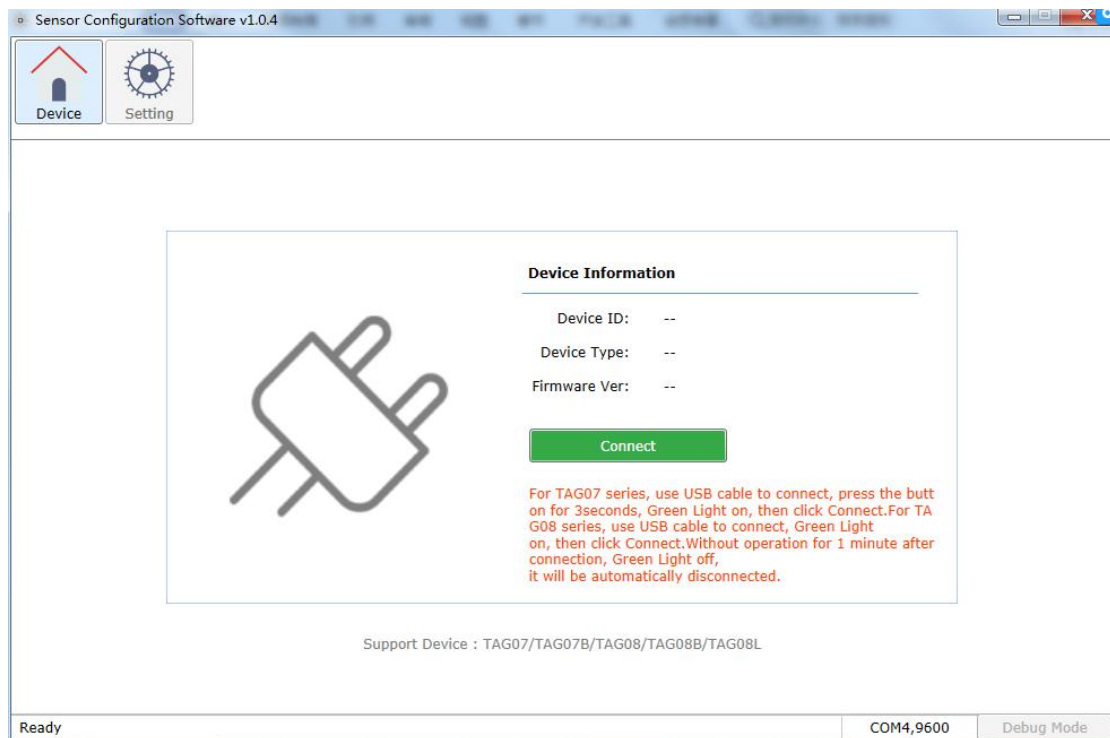 Sensor Configuration Software v1.0.4
Device
Setting
Device Information
Device ID: --
Device Type: --
Firmware Ver: --
Connect
For TAG07 series, use USB cable to connect, press the butt
on for 3seconds, Green Light on, then click Connect.For TA
G08 series, use USB cable to connect, Green Light
on, then click Connect.Without operation for 1 minute after
connection, Green Light off,
it will be automatically disconnected.
Support Device : TAG07/TAG07B/TAG08/TAG08B/TAG08L
Ready
COM4,9600
Debug Mode